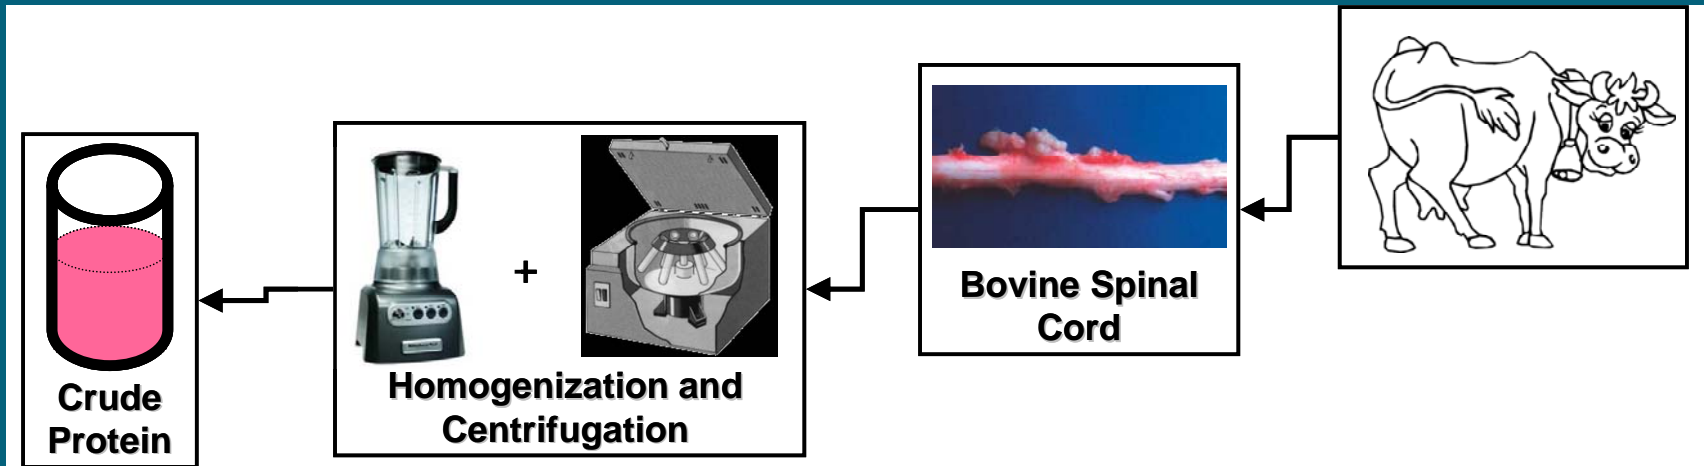 Bovine Spinal
Cord
+
Homogenization and
Centrifugation
Crude
Protein